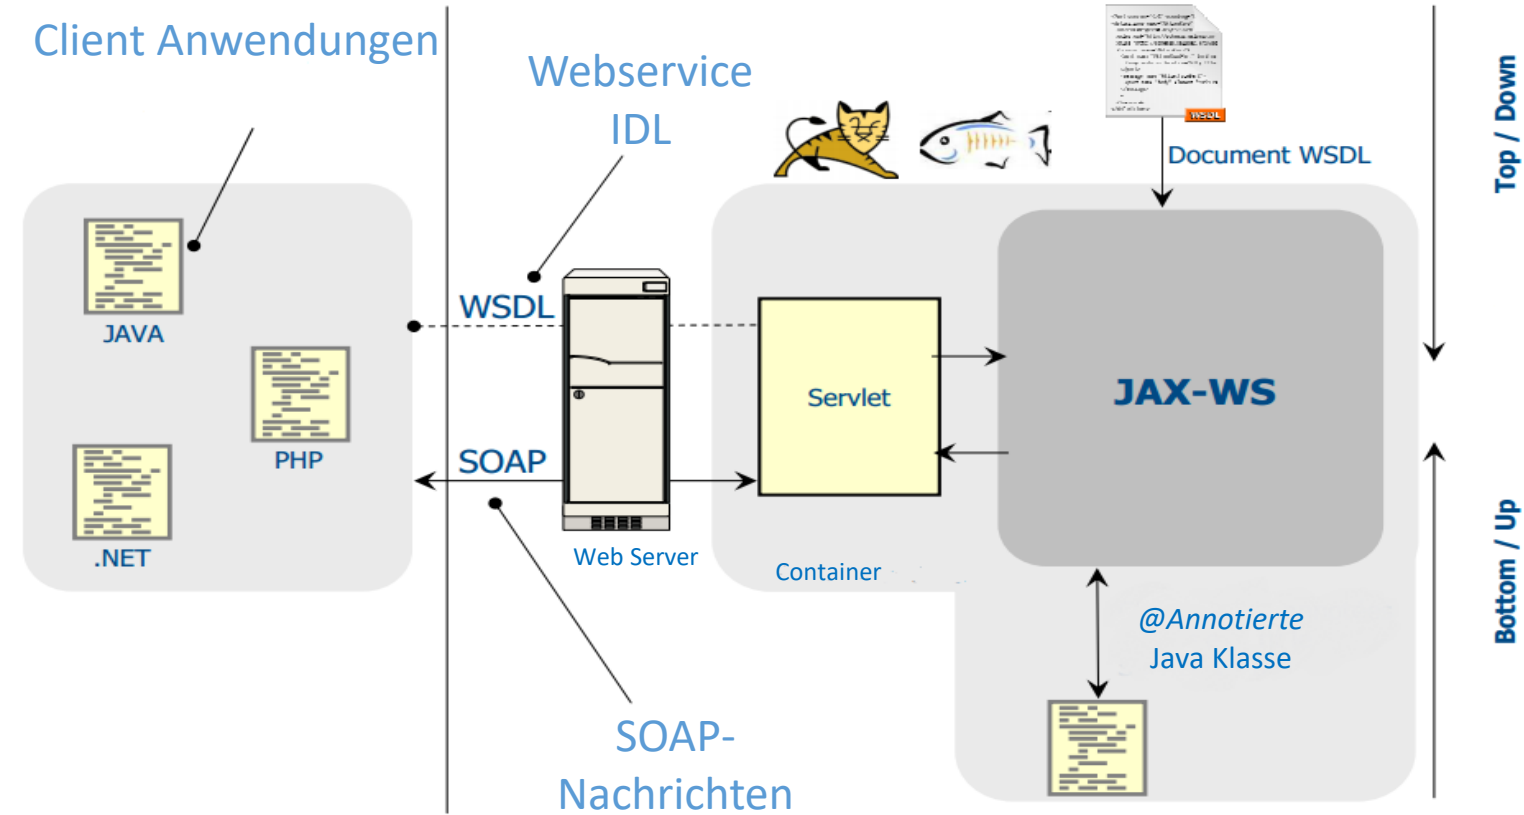 Client Anwendungen
Webservice
IDL
WSDL
Document WSDL
Top / Down
JAVA
WSDL
PHP
Servlet
JAX-WS
SOAP
.NET
Web Server
Container
Bottom / Up
@Annotierte
Java Klasse
SOAP-
Nachrichten